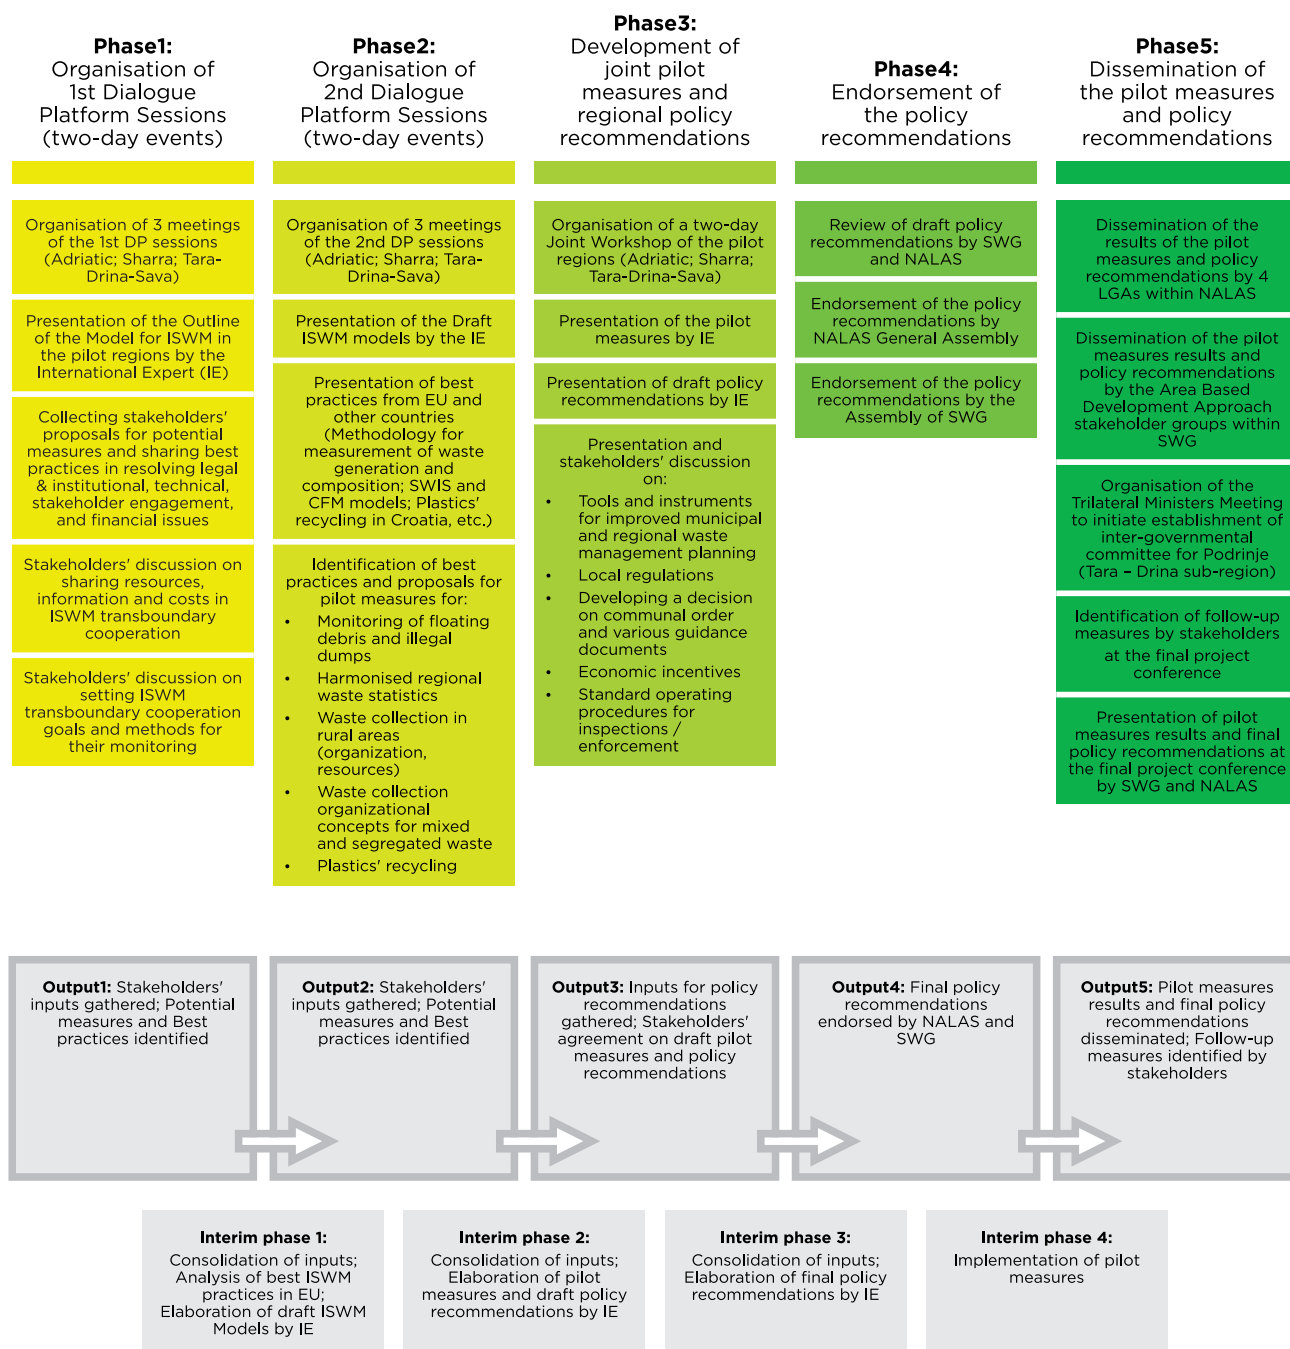 Phase1:
Organisation of
1st Dialogue
Platform Sessions
(two-day events)
Organisation of 3 meetings
of the 1st DP sessions
(Adriatic; Sharra; Tara-
Drina-Sava)
Presentation of the Outline
of the Model for ISWM in
the pilot regions by the
International Expert (IE)
Collecting stakeholders'
proposals for potential
measures and sharing best
practices in resolving legal
& institutional, technical,
stakeholder engagement,
and financial issues
Stakeholders' discussion on
sharing resources,
information and costs in
ISWM transboundary
cooperation
Stakeholders' discussion on
setting ISWM
transboundary cooperation
goals and methods for
their monitoring
Phase2:
Organisation of
2nd Dialogue
Platform Sessions
(two-day events)
Organisation of 3 meetings
of the 2nd DP sessions
(Adriatic; Sharra; Tara-
Drina-Sava)
Presentation of the Draft
ISWM models by the IE
Presentation of best
practices from EU and
other countries
(Methodology for
measurement of waste
generation and
composition; SWIS and
CFM models; Plastics'
recycling in Croatia, etc.)
Identification of best
practices and proposals for
pilot measures for:
• Monitoring of floating
debris and illegal
dumps
• Harmonised regional
waste statistics
• Waste collection in
rural areas
(organization,
resources)
• Waste collection
organizational
concepts for mixed
and segregated waste
• Plastics' recycling
Phase3:
Development of
joint pilot
measures and
regional policy
recommendations
Organisation of a two-day
Joint Workshop of the pilot
regions (Adriatic; Sharra;
Tara-Drina-Sava)
Presentation of the pilot
measures by IE
Presentation of draft policy
recommendations by IE
Presentation and
stakeholders' discussion
on:
• Tools and instruments
for improved municipal
and regional waste
management planning
• Local regulations
• Developing a decision
on communal order
and various guidance
documents
• Economic incentives
• Standard operating
procedures for
inspections /
enforcement
Phase4:
Endorsement of
the policy
recommendations
Review of draft policy
recommendations by SWG
and NALAS
Endorsement of the policy
recommendations by
NALAS General Assembly
Endorsement of the policy
recommendations by the
Assembly of SWG
Phase5:
Dissemination of
the pilot measures
and policy
recommendations
Dissemination of the
results of the pilot
measures and policy
recommendations by 4
LGAs within NALAS
Dissemination of the pilot
measures results and
policy recommendations
by the Area Based
Development Approach
stakeholder groups within
SWG
Organisation of the
Trilateral Ministers Meeting
to initiate establishment of
inter-governmental
committee for Podrinje
(Tara – Drina sub-region)
Identification of follow-up
measures by stakeholders
at the final project
conference
Presentation of pilot
measures results and final
policy recommendations at
the final project conference
by SWG and NALAS
Output1: Stakeholders'
inputs gathered; Potential
measures and Best
practices identified
Output2: Stakeholders'
inputs gathered; Potential
measures and Best
practices identified
Output3: Inputs for policy
recommendations
gathered; Stakeholders'
agreement on draft pilot
measures and policy
recommendations
Output4: Final policy
recommendations
endorsed by NALAS and
SWG
Output5: Pilot measures
results and final policy
recommendations
disseminated; Follow-up
measures identified by
stakeholders
Interim phase 1:
Consolidation of inputs;
Analysis of best ISWM
practices in EU;
Elaboration of draft ISWM
Models by IE
Interim phase 2:
Consolidation of inputs;
Elaboration of pilot
measures and draft policy
recommendations by IE
Interim phase 3:
Consolidation of inputs;
Elaboration of final policy
recommendations by IE
Interim phase 4:
Implementation of pilot
measures